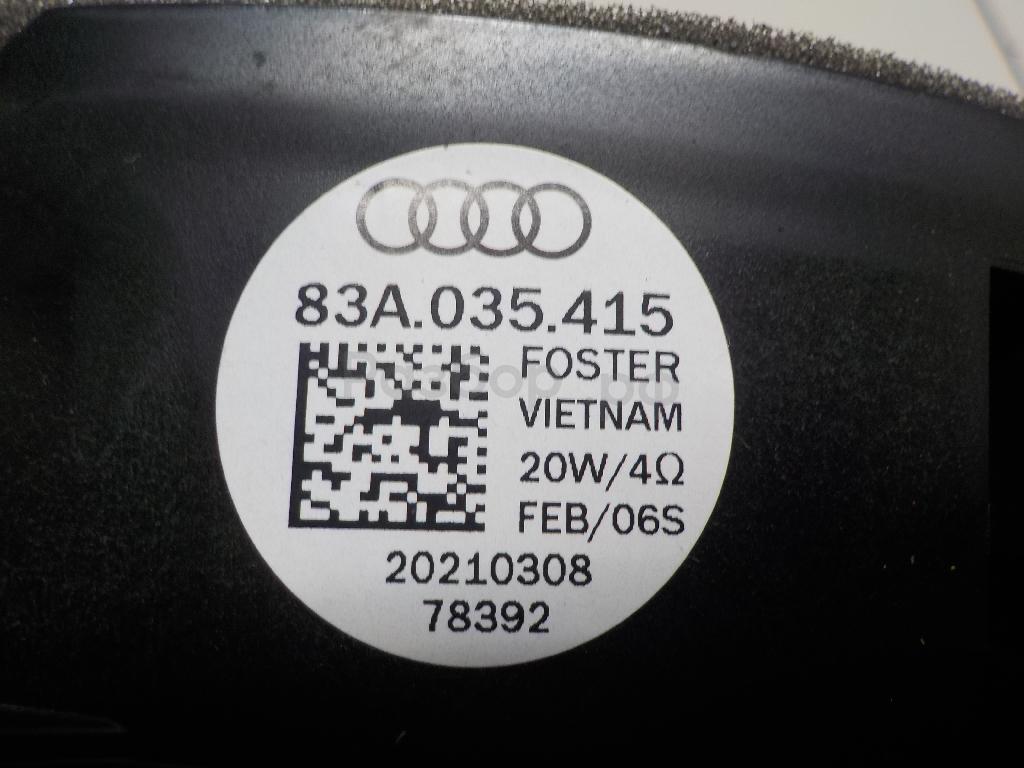 83A.035.415
FOSTER
VIETNAM
20W/4Ω
FEB/06S
20210308
78392